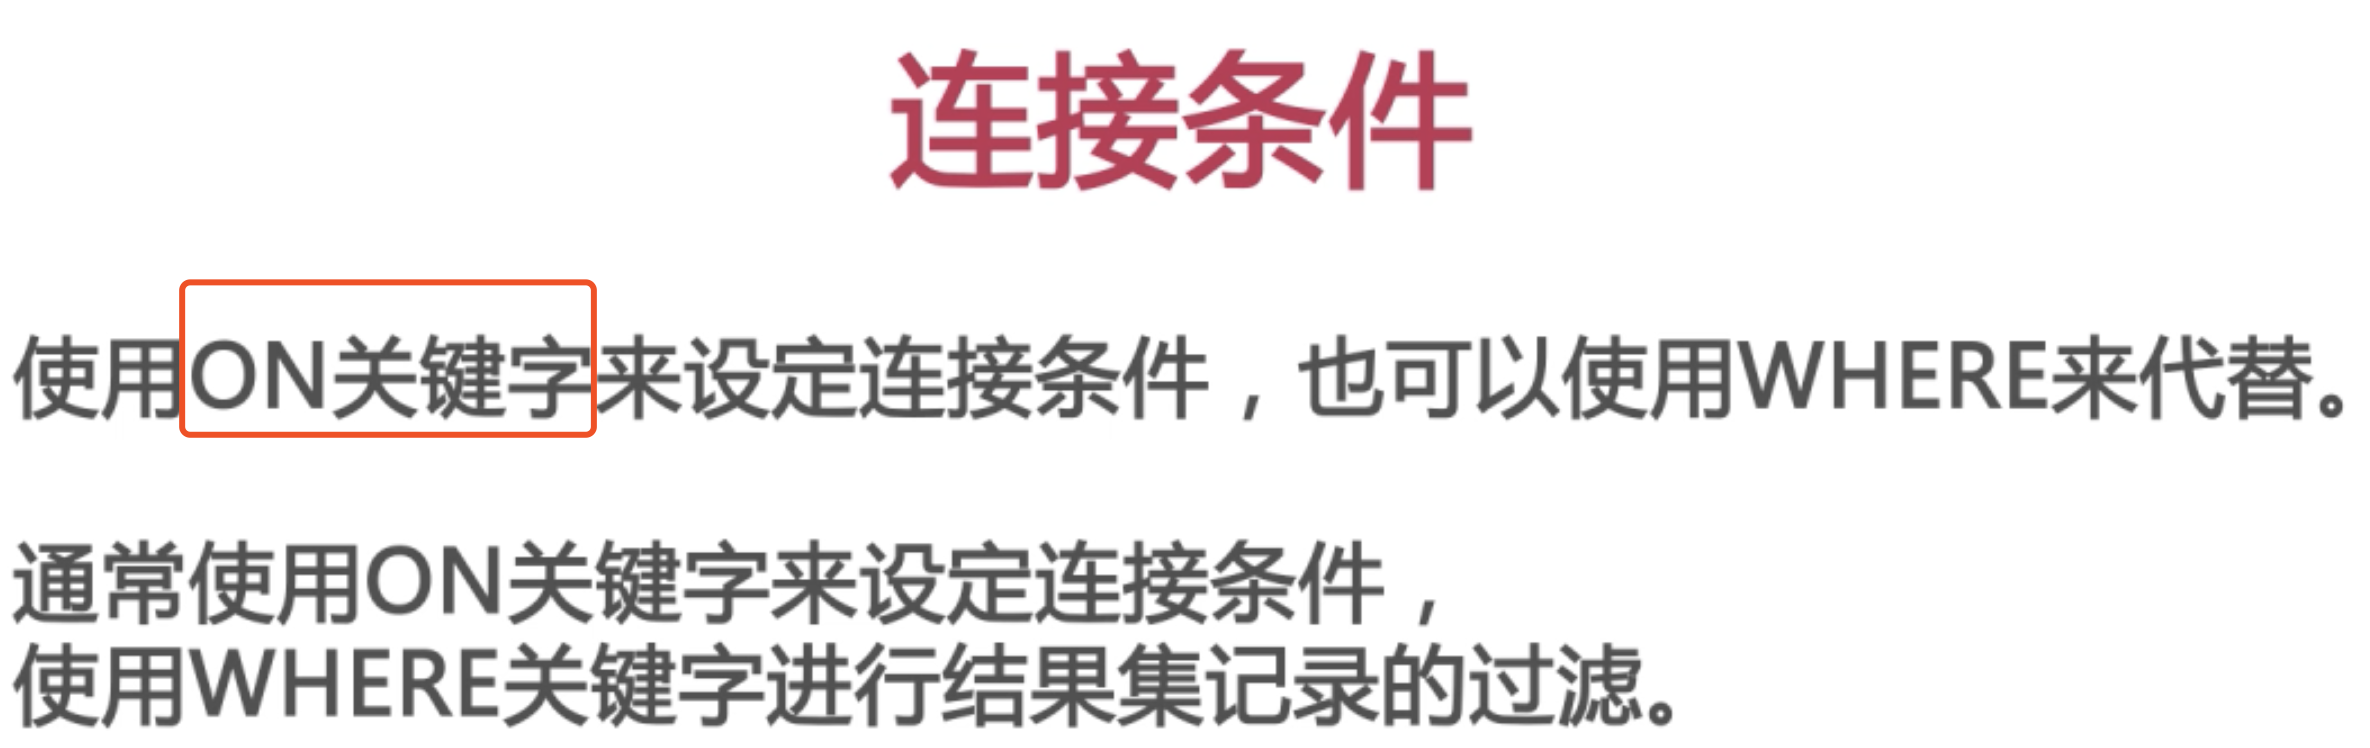 连接条件
使用ON关键字来设定连接条件，也可以使用WHERE来代替。
通常使用ON关键字来设定连接条件，
使用WHERE关键字进行结果集记录的过滤。